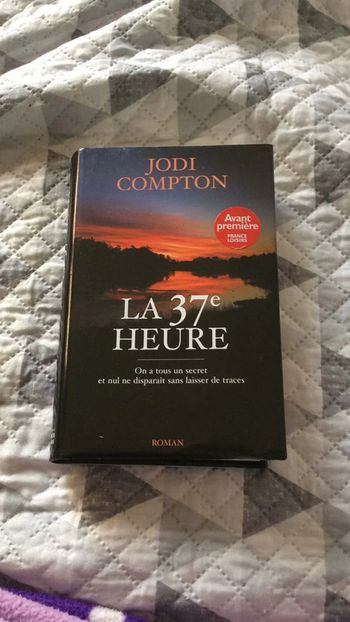 JODI
COMPTON
Avant
première
FRANCE
LOISIRS
LA 37e
HEURE
On a tous un secret
et nul ne disparait sans laisser de traces
ROMAN